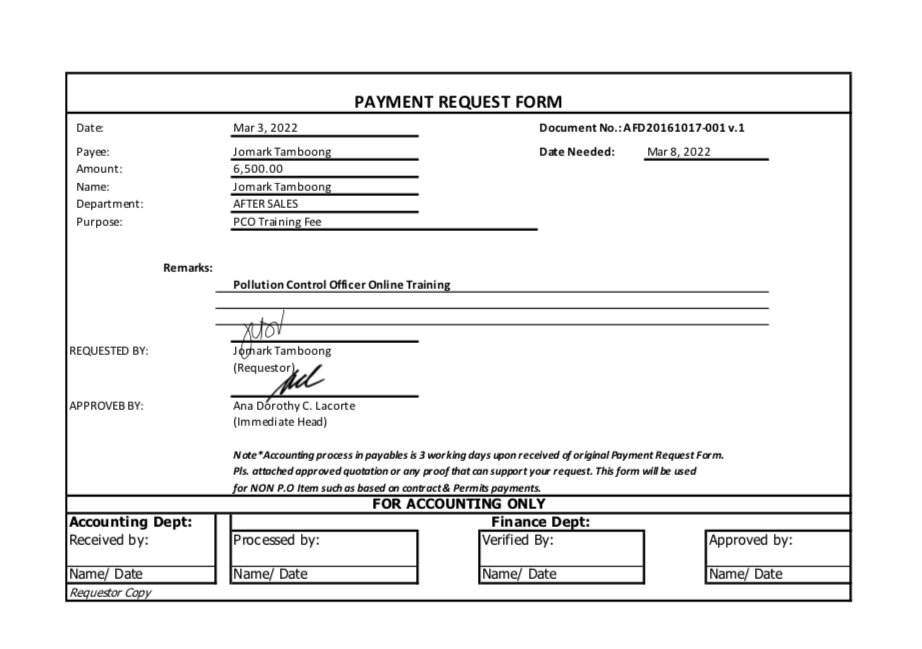 PAYMENT REQUEST FORM
Date: Mar 3, 2022 Document No.: AFD20161017-001 v.1
Payee: Jomark Tamboong Date Needed: Mar 8, 2022
Amount: 6,500.00
Name: Jomark Tamboong
Department: AFTER SALES
Purpose: PCO Training Fee
Remarks:
Pollution Control Officer Online Training
REQUESTED BY: Jomark Tamboong
(Requestor)
APPROVEB BY: Ana Dorothy C. Lacorte
(Immediate Head)
Note*Accounting process in payables is 3 working days upon received of original Payment Request Form.
Pls. attached approved quotation or any proof that can support your request. This form will be used
for NON P.O Item such as based on contract & Permits payments.
FOR ACCOUNTING ONLY
Accounting Dept: Finance Dept:
Received by: Processed by: Verified By: Approved by:
Name/ Date Name/ Date Name/ Date Name/ Date
Requestor Copy